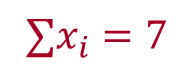 ∑xᵢ = 7